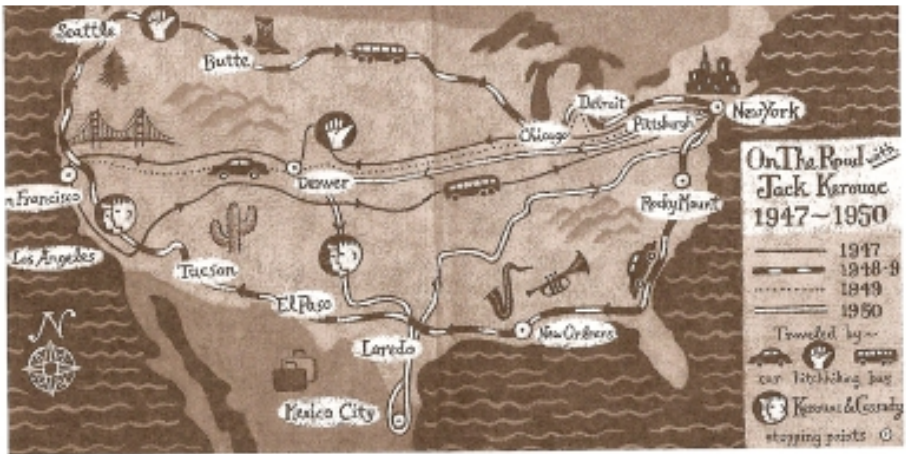 Seattle
Butte
Detroit
New York
Chicago
Pittsburgh
Denver
n Francisco
Rocky Mount
Los Angeles
Tucson
El Paso
New Orleans
Laredo
Mexico City
N
On The Road with
Jack Kerouac
1947~1950
1947
1948-9
1949
1950
Traveled by~
car hitchhiking bus
Kerouac & Cassady
stopping points